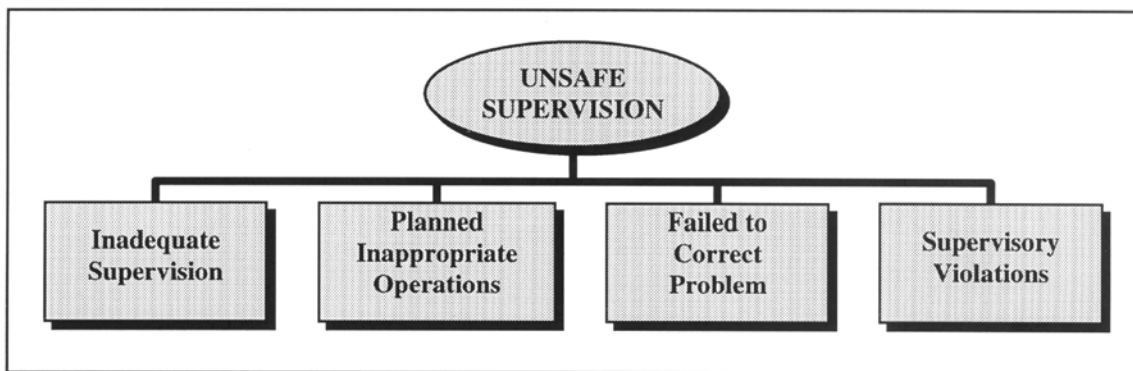 UNSAFE
SUPERVISION
Inadequate
Supervision
Planned
Inappropriate
Operations
Failed to
Correct
Problem
Supervisory
Violations